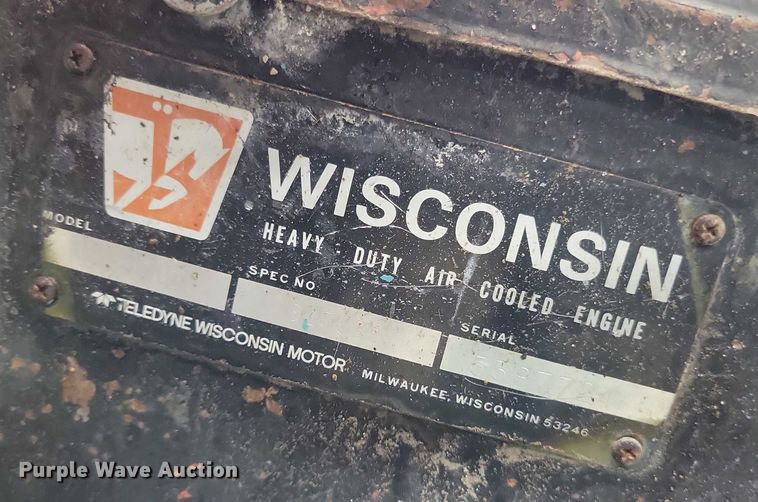 WISCONSIN
HEAVY DUTY AIR COOLED ENGINE
MODEL
SPEC NO
SERIAL
TELEDYNE WISCONSIN MOTOR MILWAUKEE, WISCONSIN 53246
Purple Wave Auction